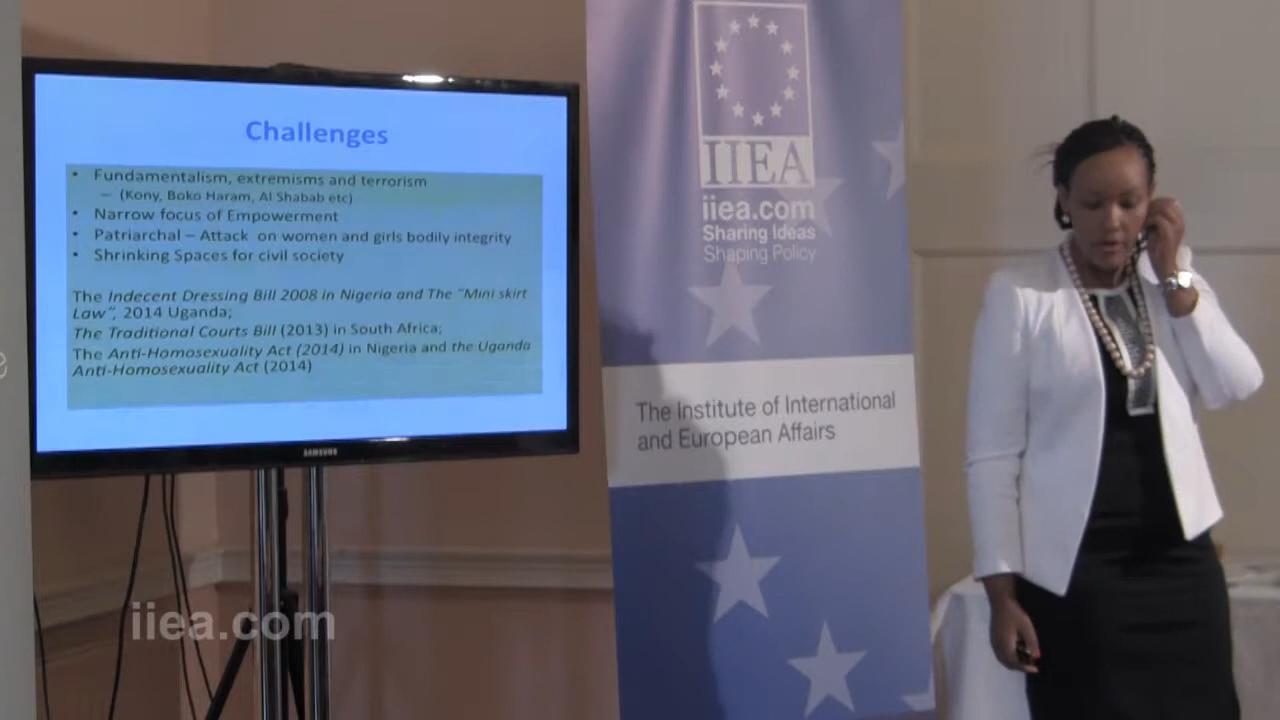 Challenges
• Fundamentalism, extremisms and terrorism
– (Kony, Boko Haram, Al Shabab etc)
• Narrow focus of Empowerment
• Patriarchal – Attack on women and girls bodily integrity
• Shrinking Spaces for civil society
The Indecent Dressing Bill 2008 in Nigeria and The “Mini skirt
Law”, 2014 Uganda;
The Traditional Courts Bill (2013) in South Africa;
The Anti-Homosexuality Act (2014) in Nigeria and the Uganda
Anti-Homosexuality Act (2014)
SAMSUNG
IIEA
iiea.com
Sharing Ideas
Shaping Policy
The Institute of International
and European Affairs
iiea.com